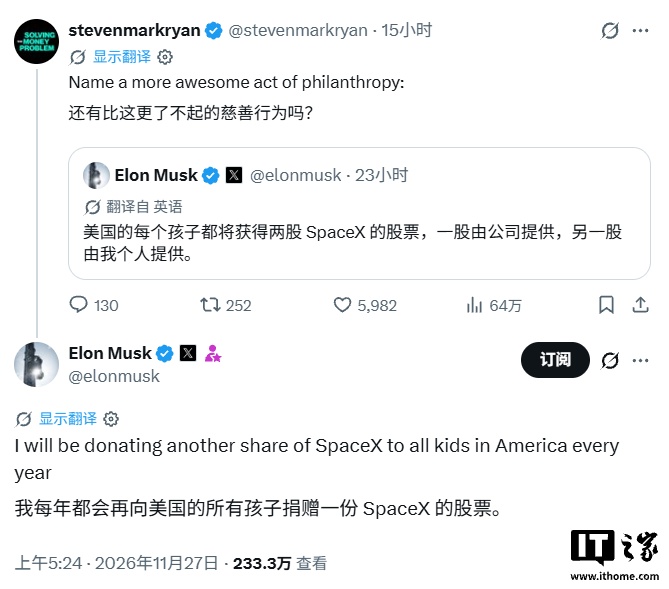 SOLVING
THE
MONEY
PROBLEM
stevenmarkryan @stevenmarkryan · 15小时
显示翻译
Name a more awesome act of philanthropy:
还有比这更了不起的慈善行为吗？
Elon Musk @elonmusk · 23小时
翻译自 英语
美国的每个孩子都将获得两股 SpaceX 的股票，一股由公司提供，另一股
由我个人提供。
130 252 5,982 64万
Elon Musk
订阅
@elonmusk
显示翻译
I will be donating another share of SpaceX to all kids in America every
year
我每年都会再向美国的所有孩子捐赠一份 SpaceX 的股票。
上午5:24 · 2026年11月27日 · 233.3万 查看
IT之家
www.ithome.com